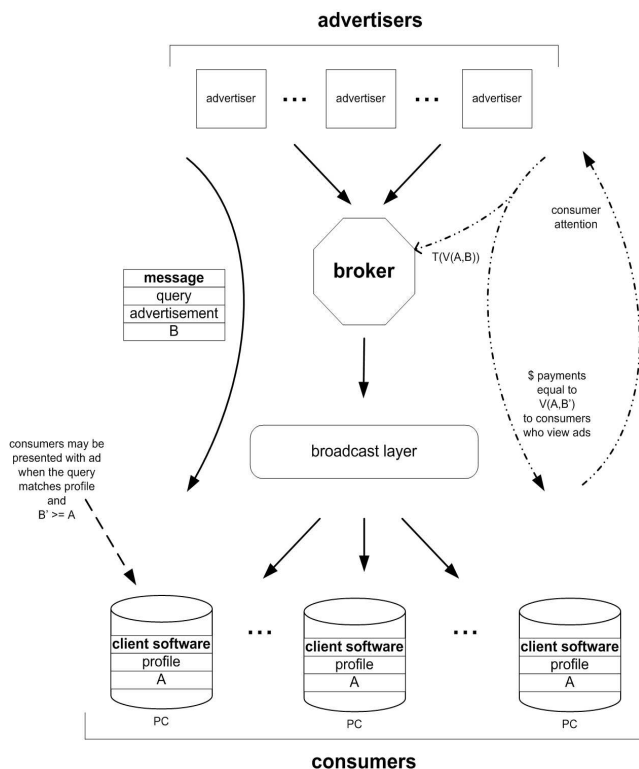 advertisers
advertiser
...
advertiser
...
advertiser
consumer
attention
T(V(A,B))
broker
message
query
advertisement
B
$ payments
equal to
V(A,B')
to consumers
who view ads
broadcast layer
consumers may be
presented with ad
when the query
matches profile
and
B' >= A
client software
profile
A
PC
...
client software
profile
A
PC
...
client software
profile
A
PC
consumers